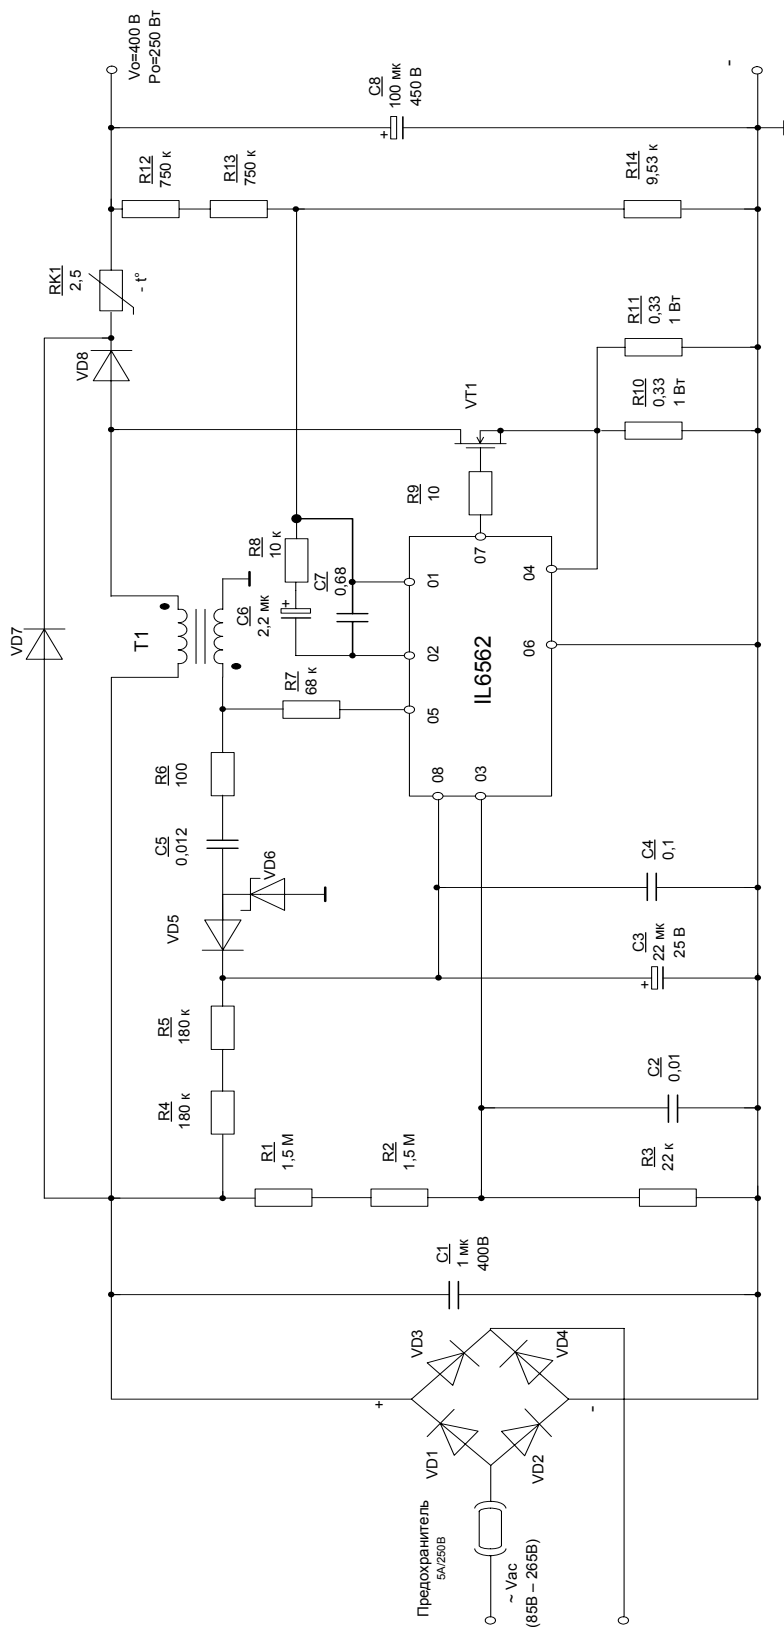 Предохранитель
5А/250В
~ Vac
(85В – 265В)
VD1
VD2
VD3
VD4
+
-
C1
1 мк
400В
R1
1,5 М
R2
1,5 М
R3
22 к
C2
0,01
R4
180 к
R5
180 к
C3
22 мк
25 В
+
C4
0,1
VD5
VD6
C5
0,012
R6
100
R7
68 к
T1
VD7
C6
2,2 мк
+
R8
10 к
C7
0,68
IL6562
08
03
05
02
01
07
06
04
R9
10
VT1
R10
0,33
1 Вт
R11
0,33
1 Вт
VD8
RK1
2,5
- t°
R12
750 к
R13
750 к
R14
9,53 к
C8
100 мк
450 В
+
Vo=400 В
Po=250 Вт
-